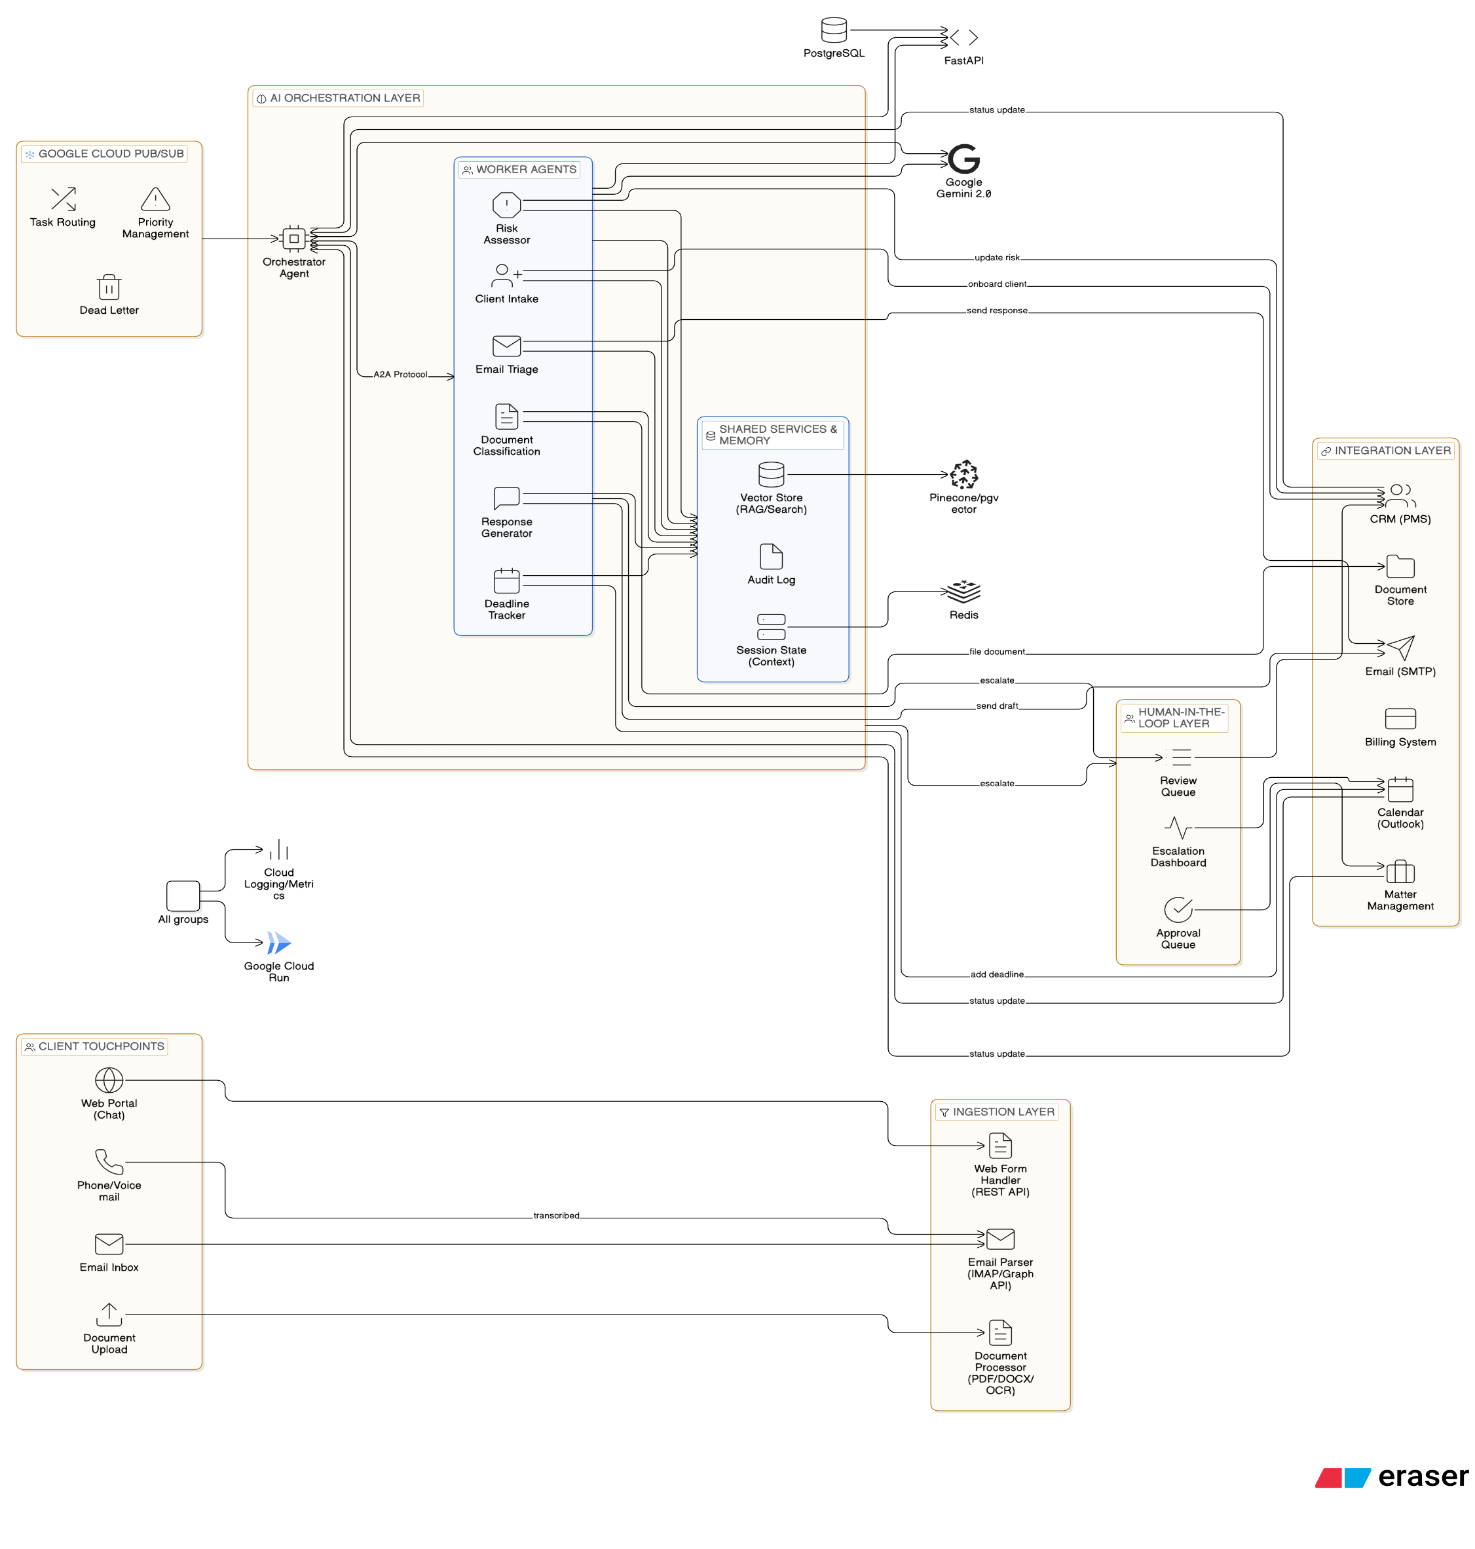 PostgreSQL
FastAPI
AI ORCHESTRATION LAYER
status update
GOOGLE CLOUD PUB/SUB
Task Routing
Priority
Management
Dead Letter
Orchestrator
Agent
A2A Protocol
WORKER AGENTS
Risk
Assessor
Client Intake
Email Triage
Document
Classification
Response
Generator
Deadline
Tracker
Google
Gemini 2.0
update risk
onboard client
send response
SHARED SERVICES &
MEMORY
Vector Store
(RAG/Search)
Audit Log
Session State
(Context)
Pinecone/pgv
ector
Redis
file document
escalate
send draft
escalate
INTEGRATION LAYER
CRM (PMS)
Document
Store
Email (SMTP)
Billing System
Calendar
(Outlook)
Matter
Management
HUMAN-IN-THE-
LOOP LAYER
Review
Queue
Escalation
Dashboard
Approval
Queue
add deadline
status update
status update
All groups
Cloud
Logging/Metri
cs
Google Cloud
Run
CLIENT TOUCHPOINTS
Web Portal
(Chat)
Phone/Voice
mail
Email Inbox
Document
Upload
transcribed
INGESTION LAYER
Web Form
Handler
(REST API)
Email Parser
(IMAP/Graph
API)
Document
Processor
(PDF/DOCX/
OCR)
eraser